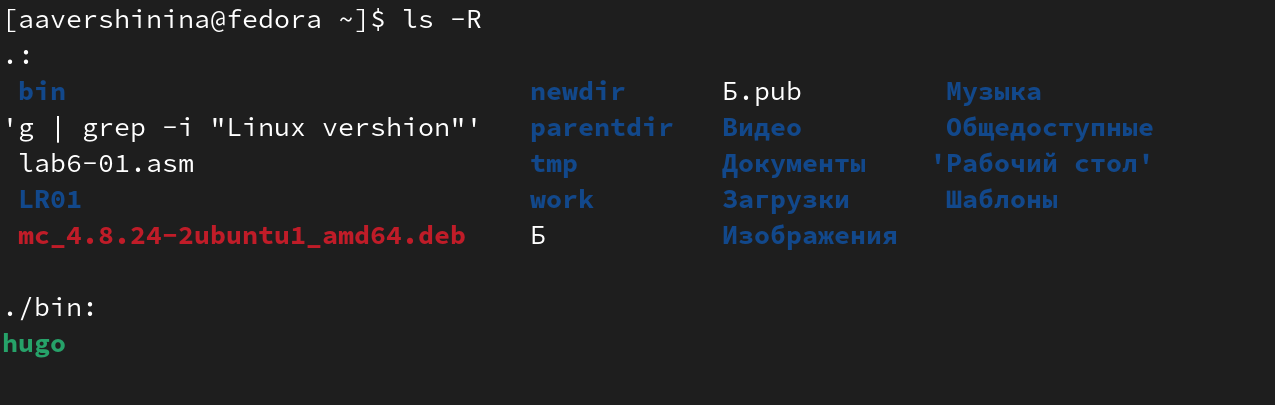 [aavershinina@fedora ~]$ ls -R
.:
 bin                             newdir      Б.pub         Музыка
'g | grep -i "Linux vershion"'   parentdir   Видео         Общедоступные
 lab6-01.asm                     tmp         Документы    'Рабочий стол'
 LR01                            work        Загрузки      Шаблоны
 mc_4.8.24-2ubuntu1_amd64.deb    Б           Изображения
./bin:
hugo